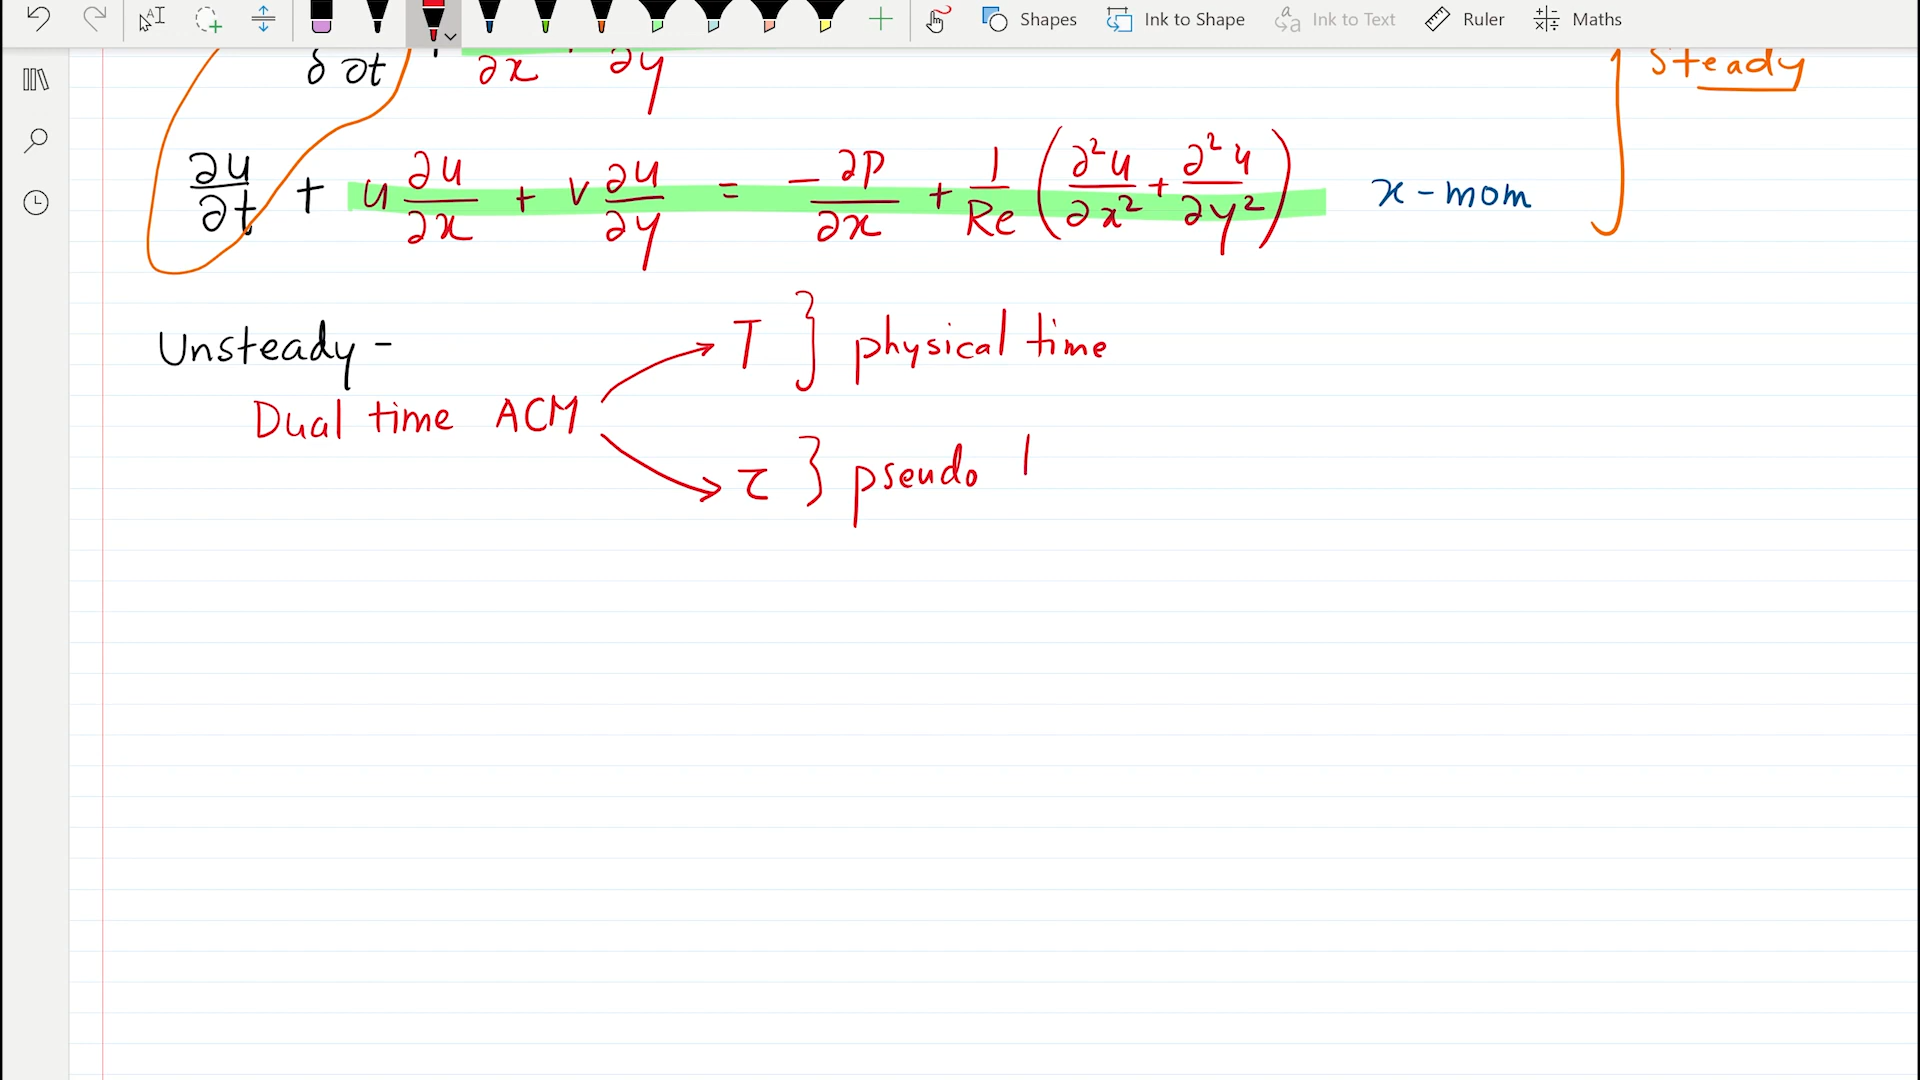 Shapes Ink to Shape Ink to Text Ruler Maths
δ ∂t ∂x ∂y steady
∂u/∂t + u ∂u/∂x + v ∂u/∂y = -∂p/∂x + 1/Re (∂²u/∂x² + ∂²u/∂y²) x-mom
Unsteady - T } physical time
Dual time ACM
τ } pseudo